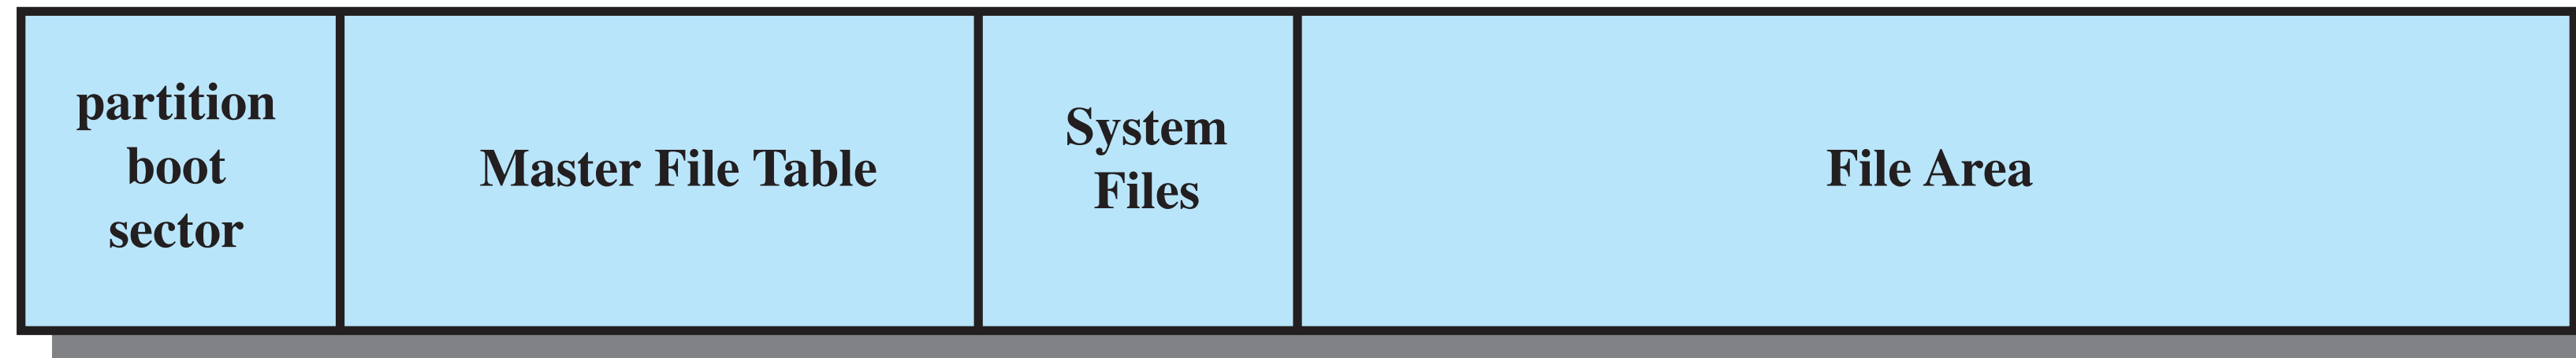 partition
boot
sector
Master File Table
System
Files
File Area